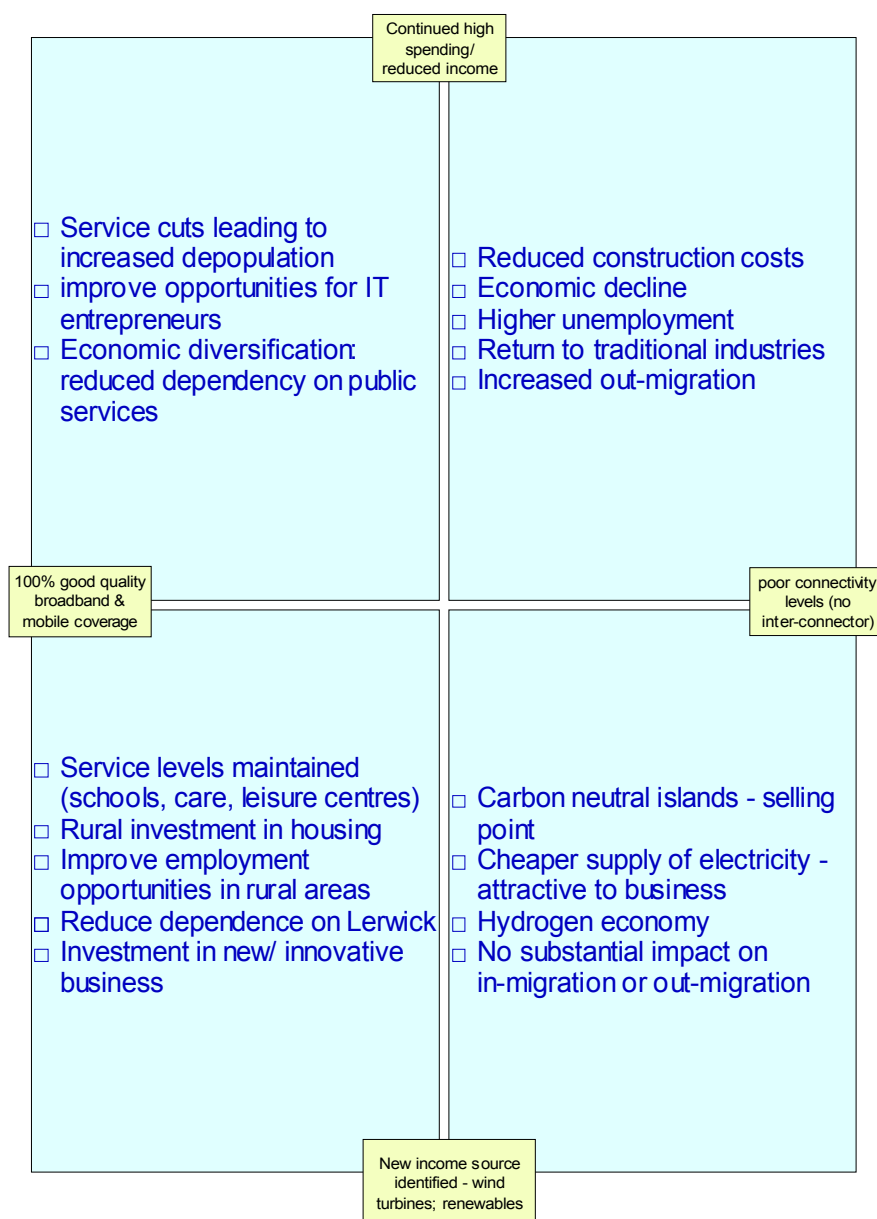 Continued high
spending/
reduced income
□ Service cuts leading to
increased depopulation
□ improve opportunities for IT
entrepreneurs
□ Economic diversification:
reduced dependency on public
services
□ Reduced construction costs
□ Economic decline
□ Higher unemployment
□ Return to traditional industries
□ Increased out-migration
100% good quality
broadband &
mobile coverage
poor connectivity
levels (no
inter-connector)
□ Service levels maintained
(schools, care, leisure centres)
□ Rural investment in housing
□ Improve employment
opportunities in rural areas
□ Reduce dependence on Lerwick
□ Investment in new/ innovative
business
□ Carbon neutral islands - selling
point
□ Cheaper supply of electricity -
attractive to business
□ Hydrogen economy
□ No substantial impact on
in-migration or out-migration
New income source
identified - wind
turbines; renewables